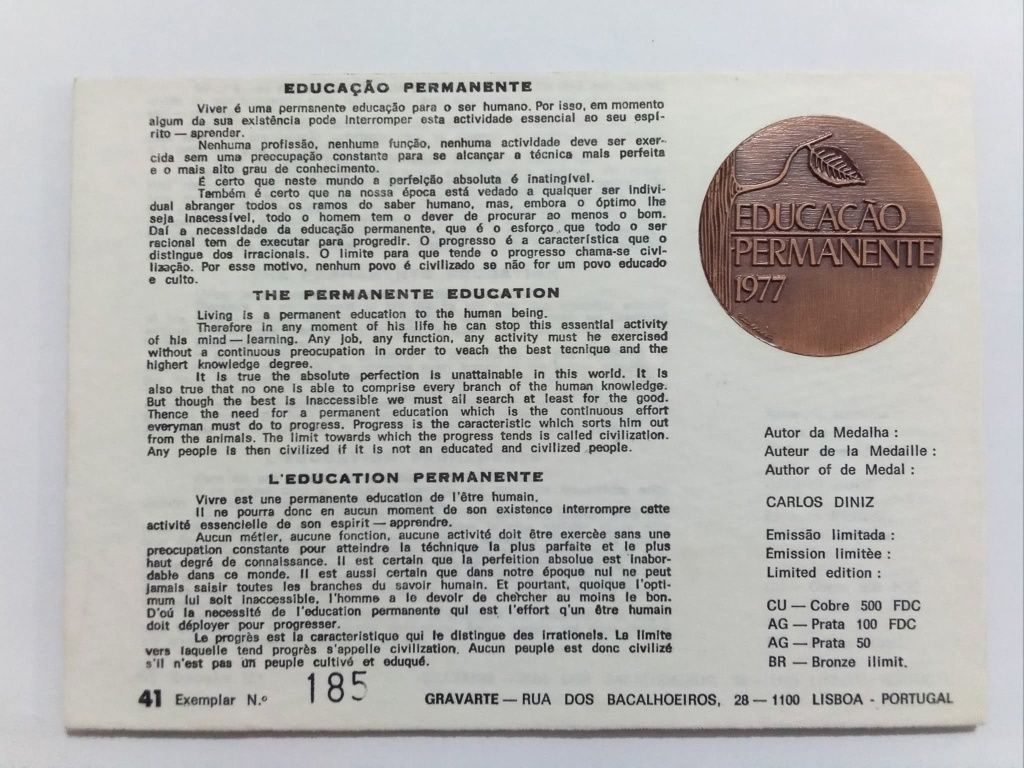 EDUCAÇÃO PERMANENTE
Viver é uma permanente educação para o ser humano. Por isso, em momento
algum da sua existência pode interromper esta actividade essencial ao seu espí-
rito — aprender.
Nenhuma profissão, nenhuma função, nenhuma actividade deve ser exer-
cida sem uma preocupação constante para se alcançar a técnica mais perfeita
e o mais alto grau de conhecimento.
É certo que neste mundo a perfeição absoluta é inatingível.
Também é certo que na nossa época está vedado a qualquer ser indivi-
dual abranger todos os ramos do saber humano, mas, embora o óptimo lhe
seja inacessível, todo o homem tem o dever de procurar ao menos o bom.
Daí a necessidade da educação permanente, que é o esforço que todo o ser
racional tem de executar para progredir. O progresso é a característica que o
distingue dos irracionais. O limite para que tende o progresso chama-se civi-
lização. Por esse motivo, nenhum povo é civilizado se não for um povo educado
e culto.
THE PERMANENTE EDUCATION
Living is a permanent education to the human being.
Therefore in any moment of his life he can stop this essential activity
of his mind — learning. Any job, any function, any activity must he exercised
without a continuous preocupation in order to veach the best tecnique and the
highert knowledge degree.
It is true the absolute perfection is unattainable in this world. It is
also true that no one is able to comprise every branch of the human knowledge.
But though the best is inaccessible we must ail search at least for the good.
Thence the need for a permanent education which is the continuous effort
everyman must do to progress. Progress is the caracteristic which sorts him out
from the animals. The limit towards which the progress tends is called civilization.
Any people is then civilized if it is not an educated and civilized people.
L'EDUCATION PERMANENTE
Vivre est une permanente education de l'être humain.
Il ne pourra donc en aucun moment de son existence interrompre cette
activité essencielle de son espirit — apprendre.
Aucun métier, aucune fonction, aucune activité doit être exercèe sans une
preocupation constante pour atteindre la téchnique la plus parfaite et le plus
haut degré de connaissance. Il est certain que la perfeition absolue est inabor-
dable dans ce monde. Il est aussi certain que dans notre époque nul ne peut
jamais saisir toutes les branches du savoir humain. Et pourtant, quoique l'opti-
mum lui soit inaccesible, l'homme a le devoir de chercher au moins le bon.
D'oú la necessité de l'education permanente qui est l'effort q'un être humain
doit déployer pour progresser.
Le progrès est la caracteristique qui le distingue des irrationels. La limite
vers laquelle tend progrès s'appelle civilization. Aucun peuple est donc civilizé
s'il n'est pas un peuple cultivé et eduqué.
41 Exemplar N.º 185
GRAVARTE — RUA DOS BACALHOEIROS, 28 — 1100 LISBOA - PORTUGAL
EDUCAÇÃO
PERMANENTE
1977
Autor da Medalha :
Auteur de la Medaille :
Author of de Medal :
CARLOS DINIZ
Emissão limitada :
Émission limitèe :
Limited edition :
CU — Cobre 500 FDC
AG — Prata 100 FDC
AG — Prata 50
BR — Bronze ilimit.